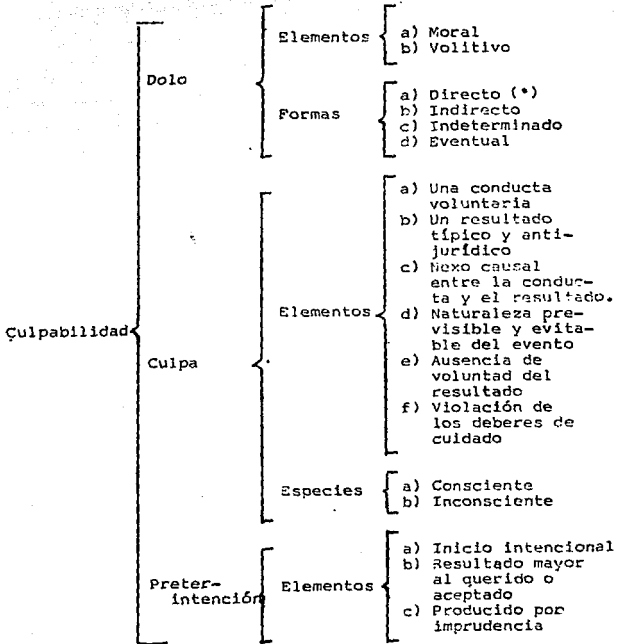 Culpabilidad
Dolo
Elementos
a) Moral
b) Volitivo
Formas
a) Directo (*)
b) Indirecto
c) Indeterminado
d) Eventual
Culpa
Elementos
a) Una conducta
voluntaria
b) Un resultado
típico y anti-
jurídico
c) Nexo causal
entre la conduc-
ta y el resultado.
d) Naturaleza pre-
visible y evita-
ble del evento
e) Ausencia de
voluntad del
resultado
f) Violación de
los deberes de
cuidado
Especies
a) Consciente
b) Inconsciente
Preter-
intención
Elementos
a) Inicio intencional
b) Resultado mayor
al querido o
aceptado
c) Producido por
imprudencia